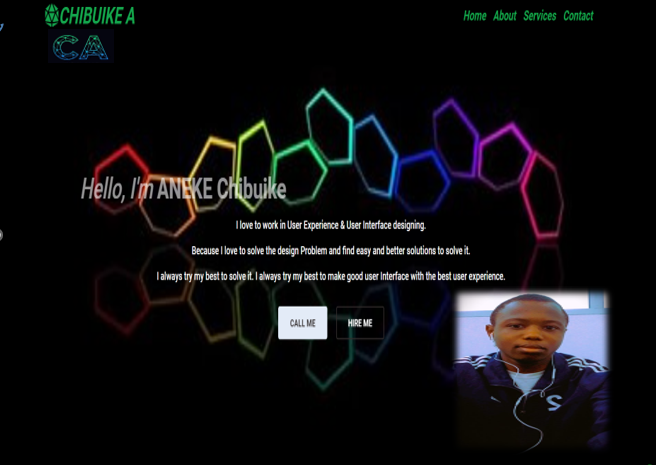 CHIBUIKE A
Home About Services Contact
CA
Hello, I'm ANEKE Chibuike
I love to work in User Experience & User Interface designing.
Because I love to solve the design Problem and find easy and better solutions to solve it.
I always try my best to solve it. I always try my best to make good user Interface with the best user experience.
CALL ME
HIRE ME
S